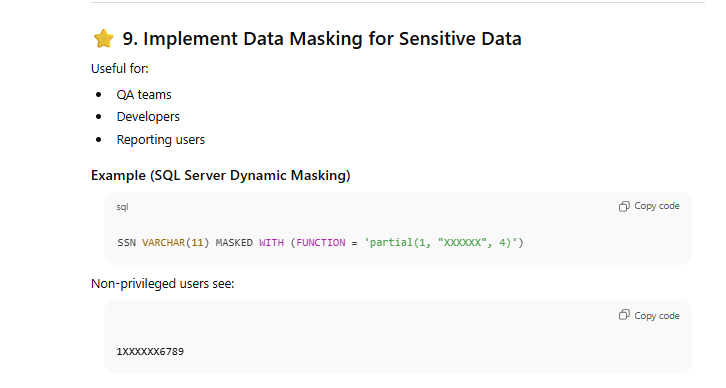 ⭐ 9. Implement Data Masking for Sensitive Data
Useful for:
• QA teams
• Developers
• Reporting users
Example (SQL Server Dynamic Masking)
sql
Copy code
SSN VARCHAR(11) MASKED WITH (FUNCTION = 'partial(1, "XXXXXX", 4)')
Non-privileged users see:
Copy code
1XXXXXX6789